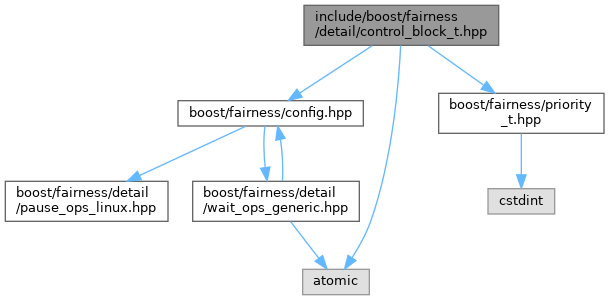 include/boost/fairness
/detail/control_block_t.hpp
boost/fairness/config.hpp
boost/fairness/priority
_t.hpp
boost/fairness/detail
/pause_ops_linux.hpp
boost/fairness/detail
/wait_ops_generic.hpp
cstdint
atomic